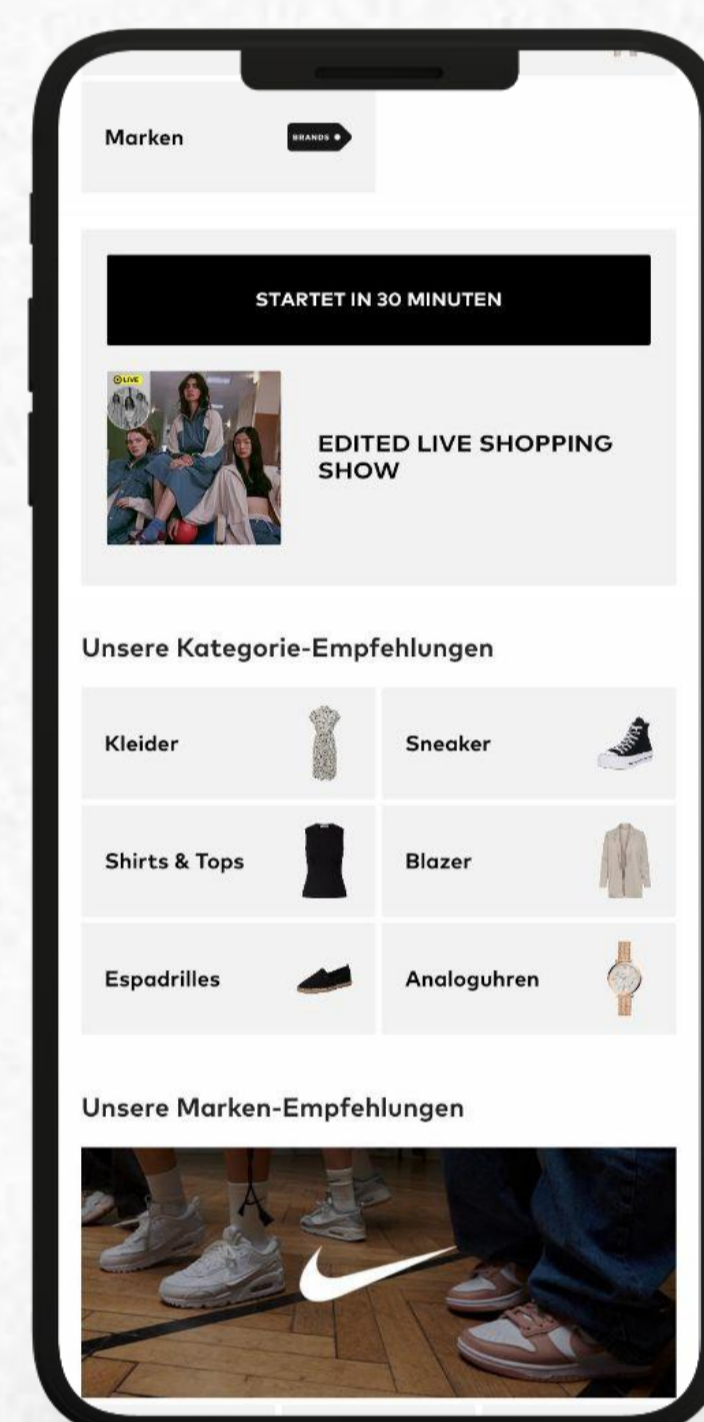 Marken
BRANDS
STARTET IN 30 MINUTEN
LIVE
EDITED LIVE SHOPPING
SHOW
Unsere Kategorie-Empfehlungen
Kleider
Sneaker
Shirts & Tops
Blazer
Espadrilles
Analoguhren
Unsere Marken-Empfehlungen